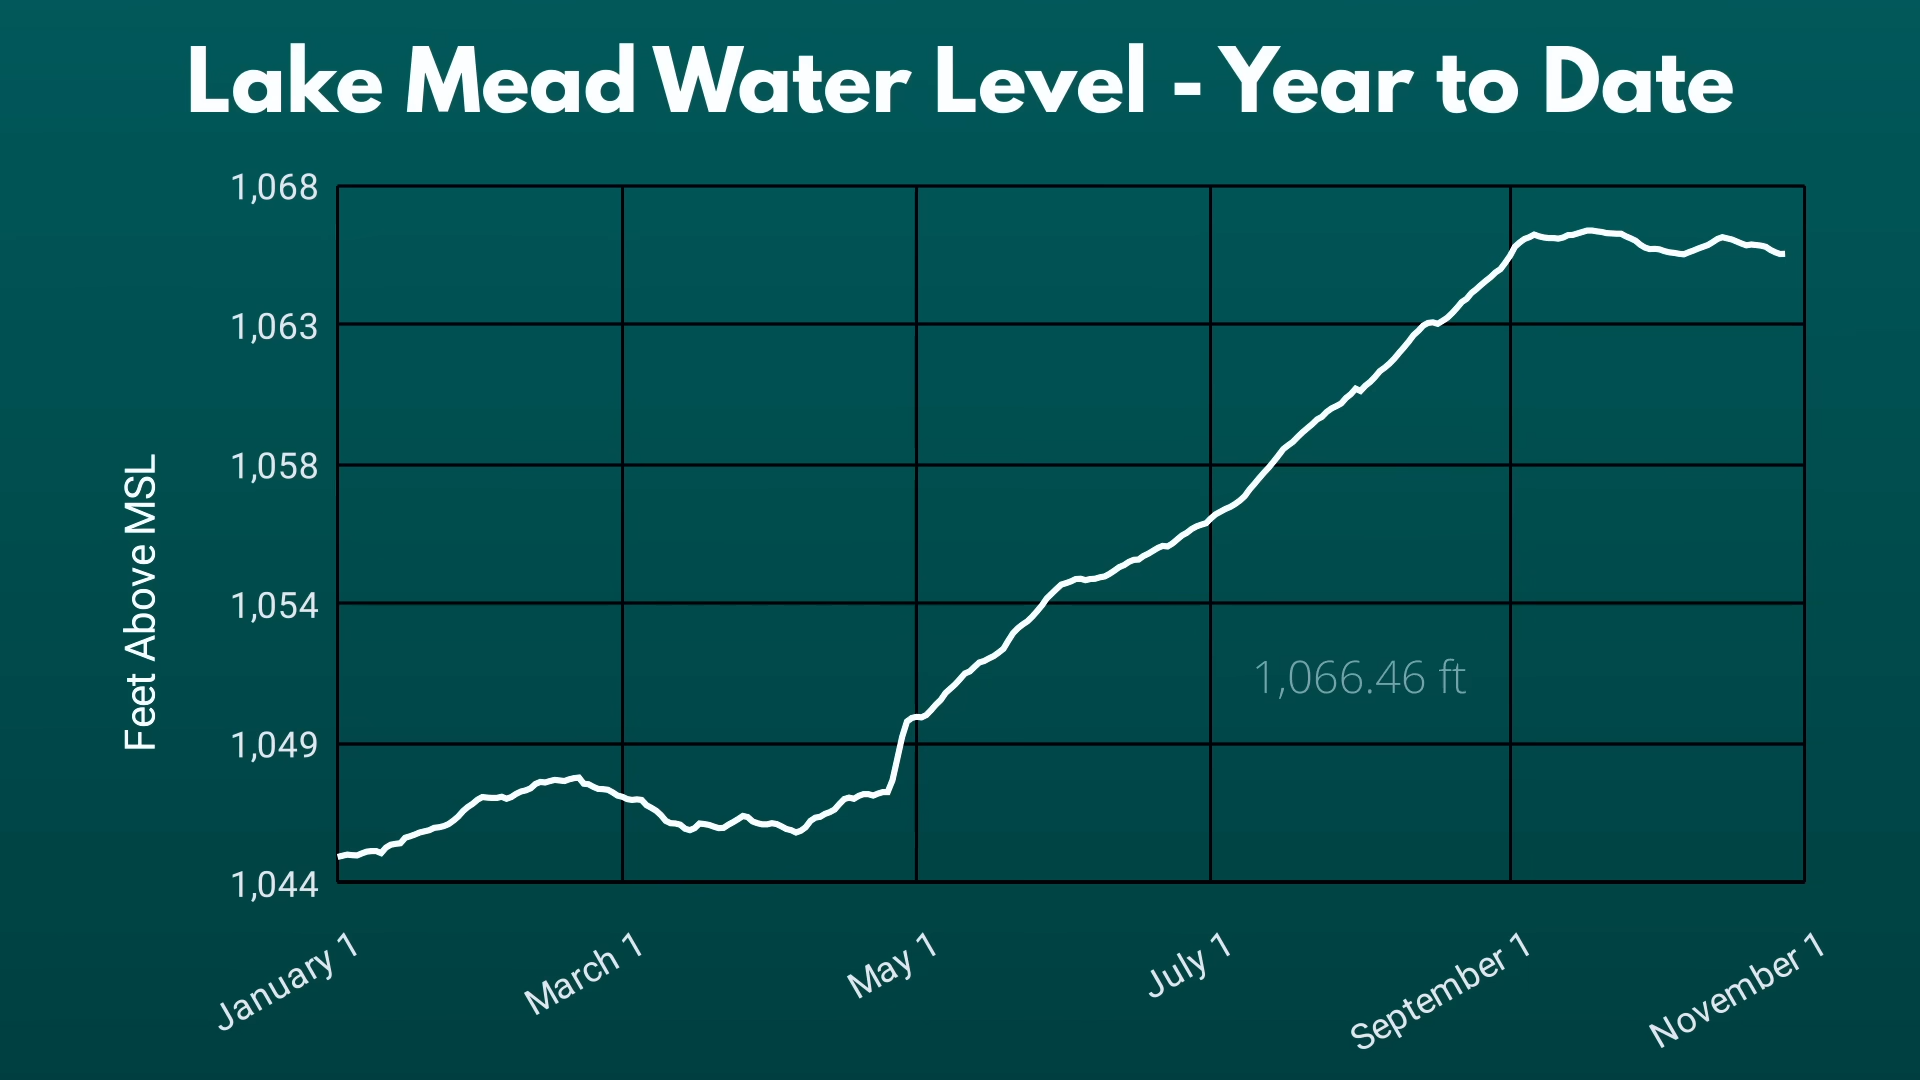 Lake Mead Water Level - Year to Date
1,068
1,063
1,058
1,054
1,049
1,044
Feet Above MSL
1,066.46 ft
January 1
March 1
May 1
July 1
September 1
November 1